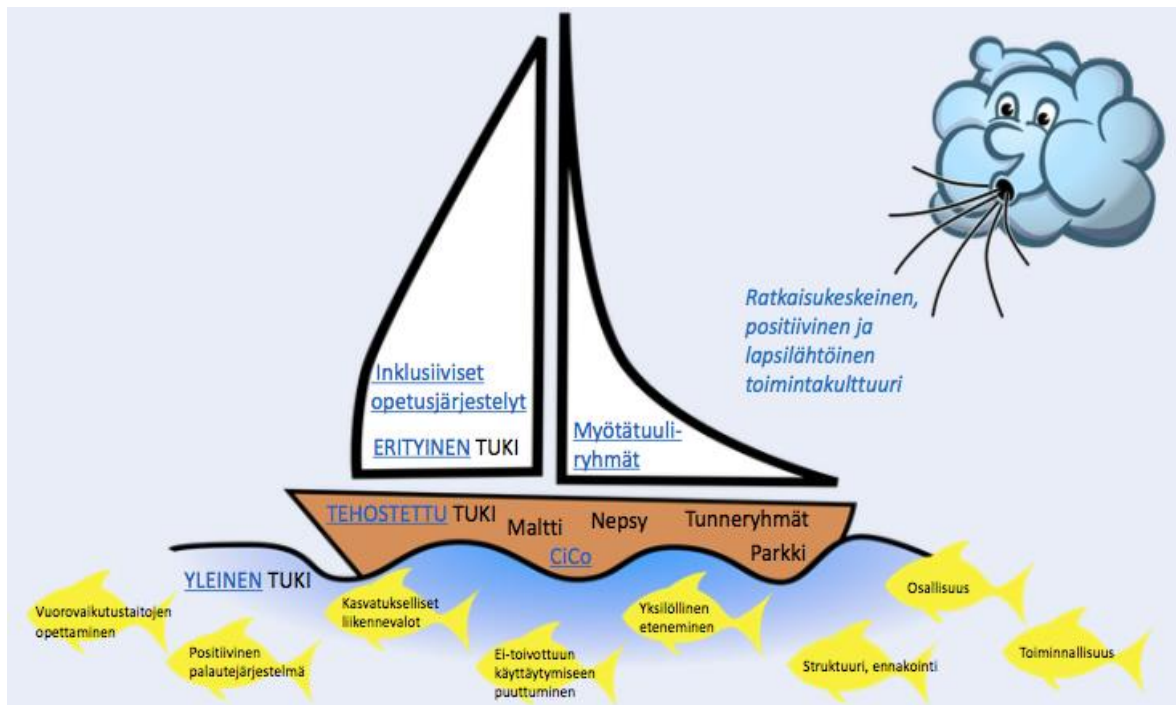 Ratkaisukeskeinen,
positiivinen ja
lapsilähtöinen
toimintakulttuuri
Inklusiiviset
opetusjärjestelyt
ERITYINEN TUKI
Myötätuuli-
ryhmät
TEHOSTETTU TUKI
Maltti
Nepsy
Tunneryhmät
CiCo
Parkki
YLEINEN TUKI
Vuorovaikutustaitojen
opettaminen
Positiivinen
palautejärjestelmä
Kasvatukselliset
liikennevalot
Ei-toivottuun
käyttäytymiseen
puuttuminen
Yksilöllinen
eteneminen
Struktuuri, ennakointi
Osallisuus
Toiminnallisuus